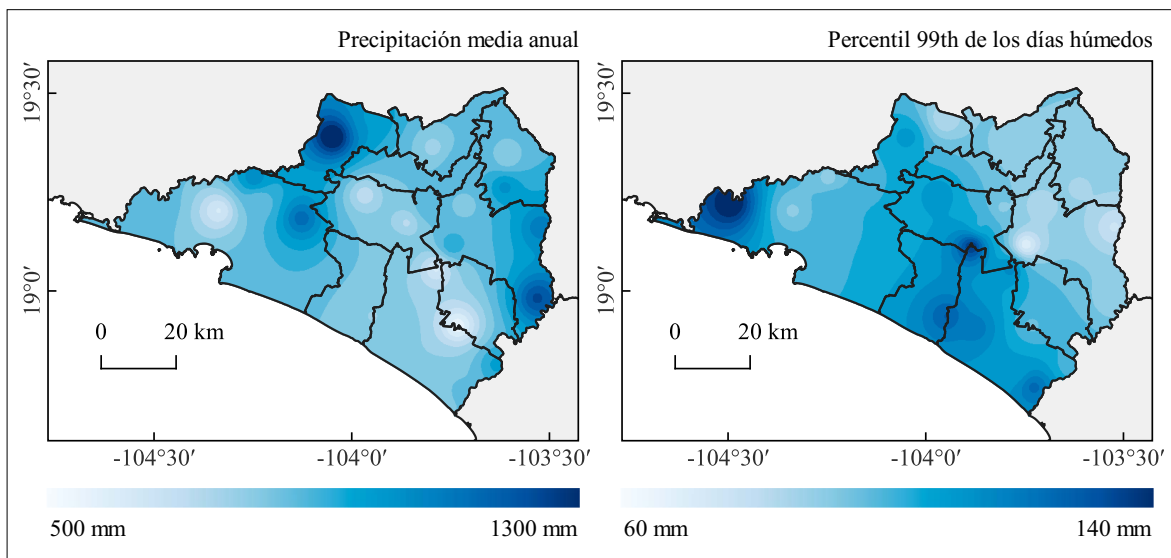 Precipitación media anual
19°30′
19°0′
0 20 km
-104°30′ -104°0′ -103°30′
500 mm 1300 mm
Percentil 99th de los días húmedos
19°30′
19°0′
0 20 km
-104°30′ -104°0′ -103°30′
60 mm 140 mm